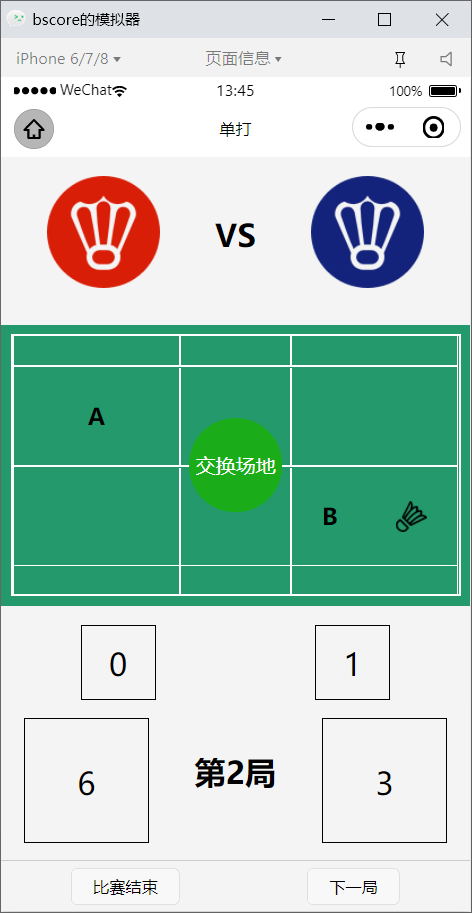 bscore的模拟器
iPhone 6/7/8
页面信息
WeChat
13:45
100%
单打
VS
A
交换场地
B
0
1
6
第2局
3
比赛结束
下一局